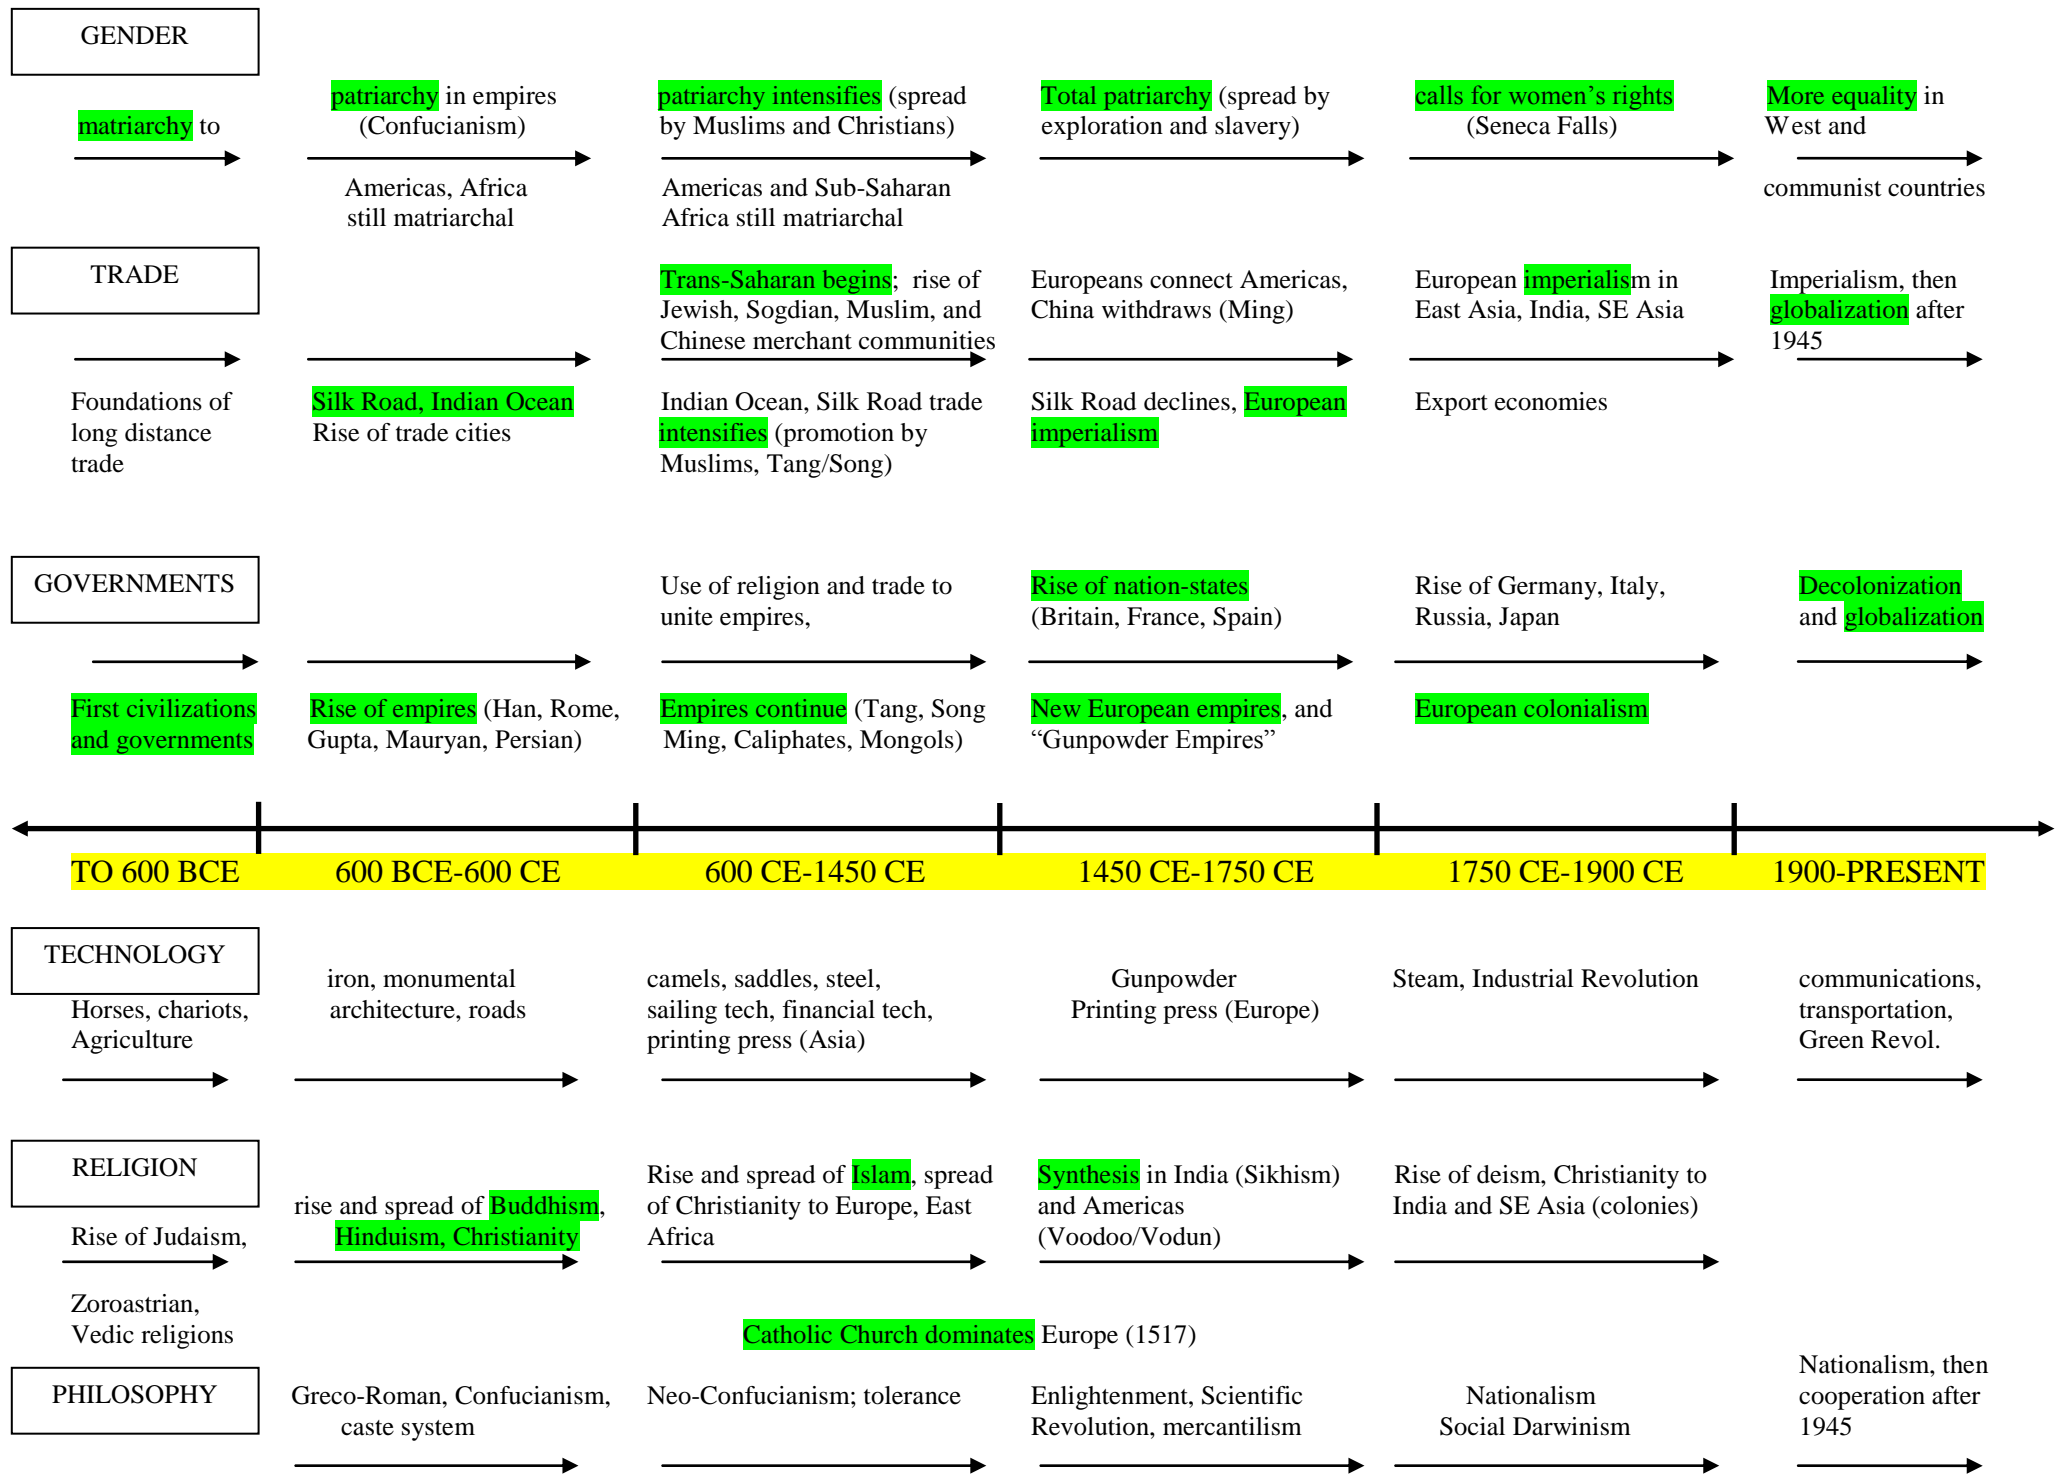 GENDER
patriarchy in empires
(Confucianism)
patriarchy intensifies (spread
by Muslims and Christians)
Total patriarchy (spread by
exploration and slavery)
calls for women’s rights
(Seneca Falls)
More equality in
West and
matriarchy to
Americas, Africa
still matriarchal
Americas and Sub-Saharan
Africa still matriarchal
communist countries
TRADE
Trans-Saharan begins;  rise of
Jewish, Sogdian, Muslim, and
Chinese merchant communities
Europeans connect Americas,
China withdraws (Ming)
European imperialism in
East Asia, India, SE Asia
Imperialism, then
globalization after
1945
Foundations of
long distance
trade
Silk Road, Indian Ocean
Rise of trade cities
Indian Ocean, Silk Road trade
intensifies (promotion by
Muslims, Tang/Song)
Silk Road declines, European
imperialism
Export economies
GOVERNMENTS
Use of religion and trade to
unite empires,
Rise of nation-states
(Britain, France, Spain)
Rise of Germany, Italy,
Russia, Japan
Decolonization
and globalization
First civilizations
and governments
Rise of empires (Han, Rome,
Gupta, Mauryan, Persian)
Empires continue (Tang, Song
Ming, Caliphates, Mongols)
New European empires, and
“Gunpowder Empires”
European colonialism
TO 600 BCE
600 BCE-600 CE
600 CE-1450 CE
1450 CE-1750 CE
1750 CE-1900 CE
1900-PRESENT
TECHNOLOGY
Horses, chariots,
Agriculture
iron, monumental
architecture, roads
camels, saddles, steel,
sailing tech, financial tech,
printing press (Asia)
Gunpowder
Printing press (Europe)
Steam, Industrial Revolution
communications,
transportation,
Green Revol.
RELIGION
Rise of Judaism,
rise and spread of Buddhism,
Hinduism, Christianity
Rise and spread of Islam, spread
of Christianity to Europe, East
Africa
Synthesis in India (Sikhism)
and Americas
(Voodoo/Vodun)
Rise of deism, Christianity to
India and SE Asia (colonies)
Zoroastrian,
Vedic religions
Catholic Church dominates Europe (1517)
PHILOSOPHY
Greco-Roman, Confucianism,
caste system
Neo-Confucianism; tolerance
Enlightenment, Scientific
Revolution, mercantilism
Nationalism
Social Darwinism
Nationalism, then
cooperation after
1945